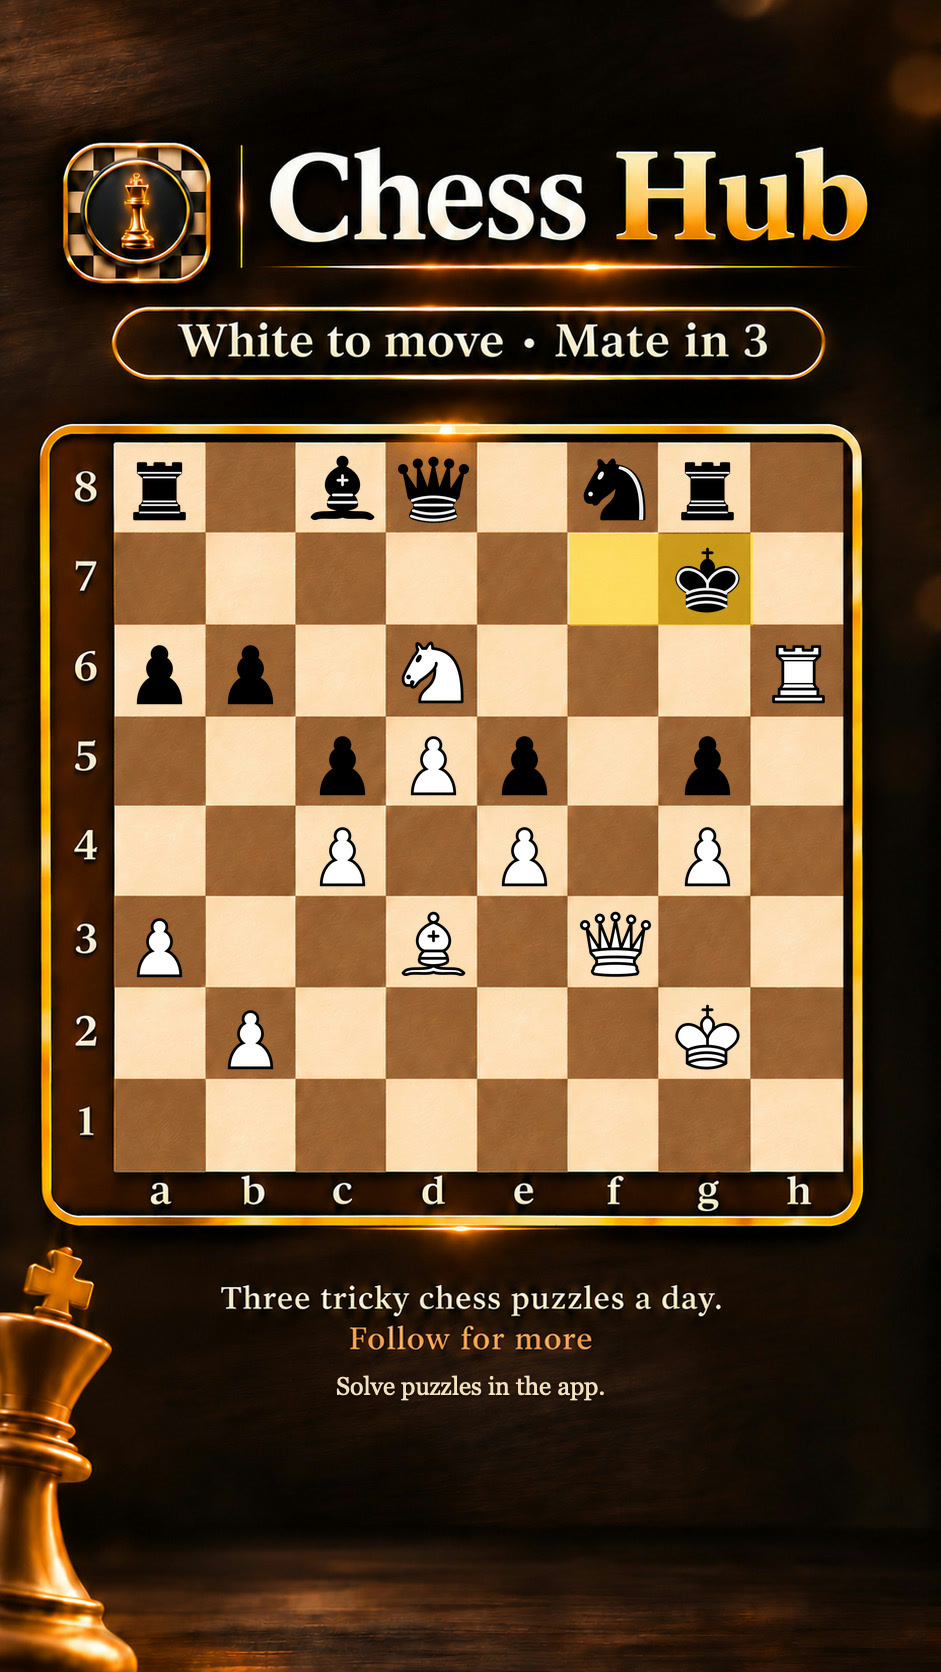 Chess Hub
White to move • Mate in 3
8
7
6
5
4
3
2
1
a b c d e f g h
Three tricky chess puzzles a day.
Follow for more
Solve puzzles in the app.